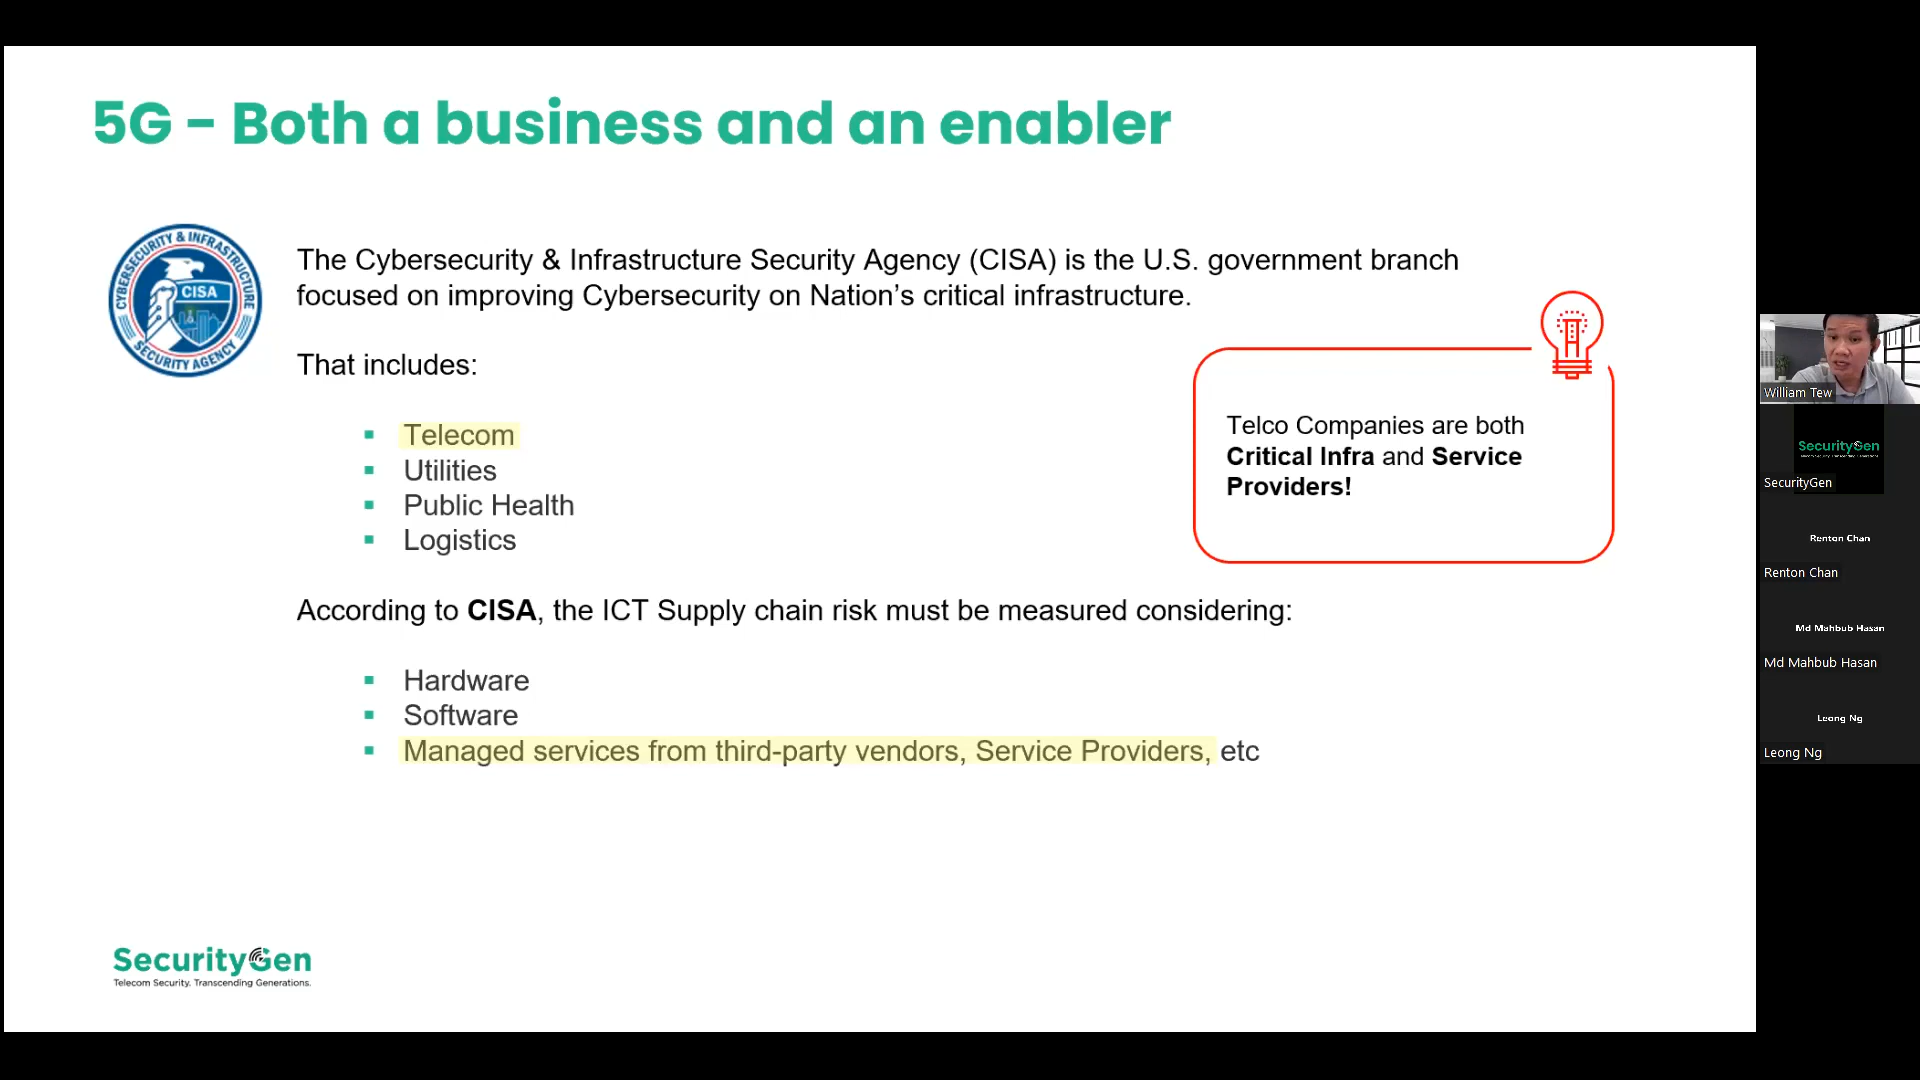 5G – Both a business and an enabler
CYBERSECURITY & INFRASTRUCTURE
CISA
SECURITY AGENCY
The Cybersecurity & Infrastructure Security Agency (CISA) is the U.S. government branch
focused on improving Cybersecurity on Nation’s critical infrastructure.
That includes:
▪ Telecom
▪ Utilities
▪ Public Health
▪ Logistics
Telco Companies are both
Critical Infra and Service
Providers!
According to CISA, the ICT Supply chain risk must be measured considering:
▪ Hardware
▪ Software
▪ Managed services from third-party vendors, Service Providers, etc
SecurityGen
Telecom Security. Transcending Generations.
William Tew
SecurityGen
Telecom Security. Transcending Generations.
SecurityGen
Renton Chan
Renton Chan
Md Mahbub Hasan
Md Mahbub Hasan
Leong Ng
Leong Ng